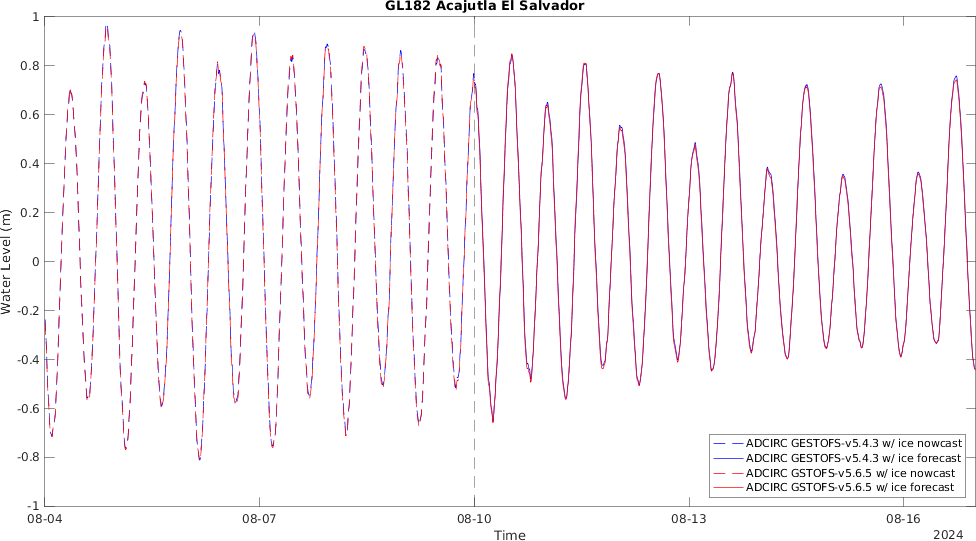 GL182 Acajutla El Salvador
Water Level (m)
1
0.8
0.6
0.4
0.2
0
-0.2
-0.4
-0.6
-0.8
-1
08-04
08-07
08-10
08-13
08-16
Time
2024
ADCIRC GESTOFS-v5.4.3 w/ ice nowcast
ADCIRC GESTOFS-v5.4.3 w/ ice forecast
ADCIRC GSTOFS-v5.6.5 w/ ice nowcast
ADCIRC GSTOFS-v5.6.5 w/ ice forecast